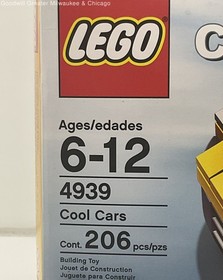 Goodwill Greater Milwaukee & Chicago
LEGO
C
Ages/edades
6-12
4939
Cool Cars
Cont. 206 pcs/pzs
Building Toy
Jouet de Construction
Juguete para Construir